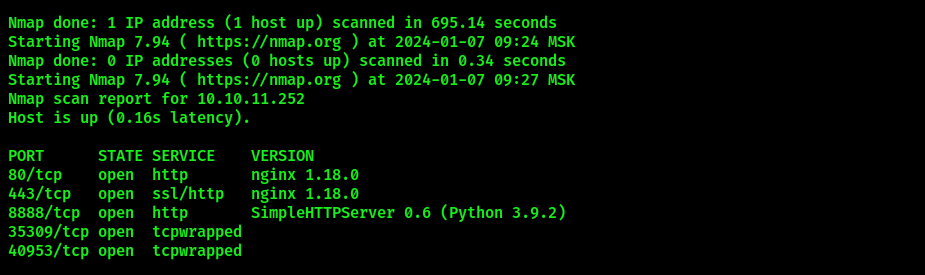 Nmap done: 1 IP address (1 host up) scanned in 695.14 seconds
Starting Nmap 7.94 ( https://nmap.org ) at 2024-01-07 09:24 MSK
Nmap done: 0 IP addresses (0 hosts up) scanned in 0.34 seconds
Starting Nmap 7.94 ( https://nmap.org ) at 2024-01-07 09:27 MSK
Nmap scan report for 10.10.11.252
Host is up (0.16s latency).
PORT      STATE SERVICE    VERSION
80/tcp    open  http       nginx 1.18.0
443/tcp   open  ssl/http   nginx 1.18.0
8888/tcp  open  http       SimpleHTTPServer 0.6 (Python 3.9.2)
35309/tcp open  tcpwrapped
40953/tcp open  tcpwrapped